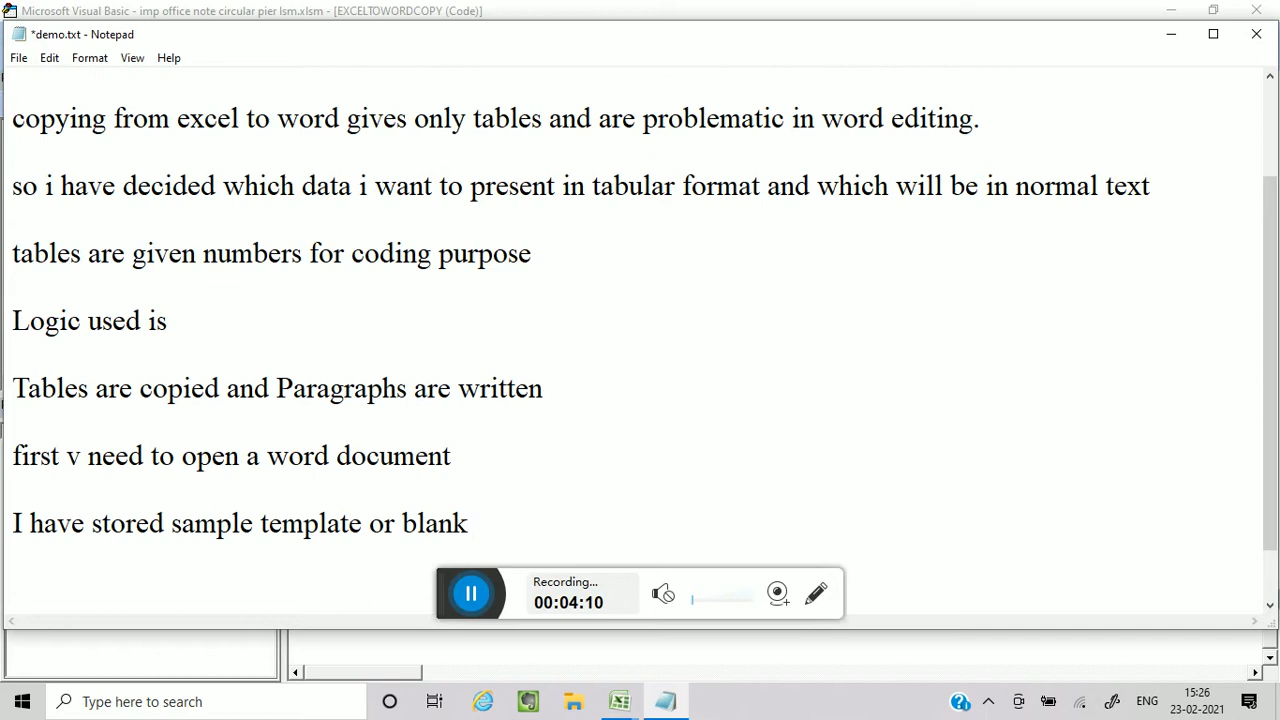 Microsoft Visual Basic - imp office note circular pier lsm.xlsm - [EXCELTOWORDCOPY (Code)]
*demo.txt - Notepad
File Edit Format View Help
copying from excel to word gives only tables and are problematic in word editing.
so i have decided which data i want to present in tabular format and which will be in normal text
tables are given numbers for coding purpose
Logic used is
Tables are copied and Paragraphs are written
first v need to open a word document
I have stored sample template or blank
Recording...
00:04:10
Type here to search
ENG
15:26
23-02-2021